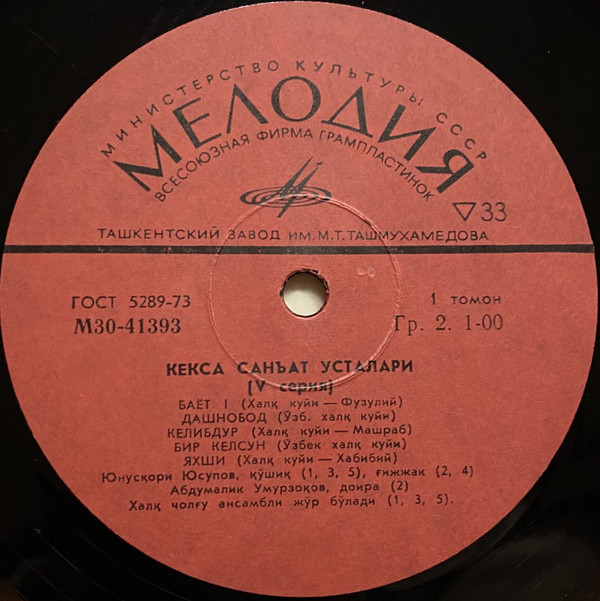 МИНИСТЕРСТВО КУЛЬТУРЫ СССР
МЕЛОДИЯ
ВСЕСОЮЗНАЯ ФИРМА ГРАМПЛАСТИНОК
▽33
ТАШКЕНТСКИЙ ЗАВОД ИМ. М. Т. ТАШМУХАМЕДОВА
ГОСТ 5289-73
1 томон
М30-41393
Гр. 2. 1-00
КЕКСА САНЪАТ УСТАЛАРИ
(V серия)
БАЁТ I (Халқ куйи — Фузулий)
ДАШНОБОД (Ўзб. халқ куйи)
КЕЛИБДУР (Халқ куйи — Машраб)
БИР КЕЛСУН (Ўзбек халқ куйи)
ЯХШИ (Халқ куйи — Хабибий)
Юнусқори Юсупов, қўшиқ (1, 3, 5), ғижжак (2, 4)
Абдумалик Умурзоқов, доира (2)
Халқ чолғу ансамбли жўр бўлади (1, 3, 5).